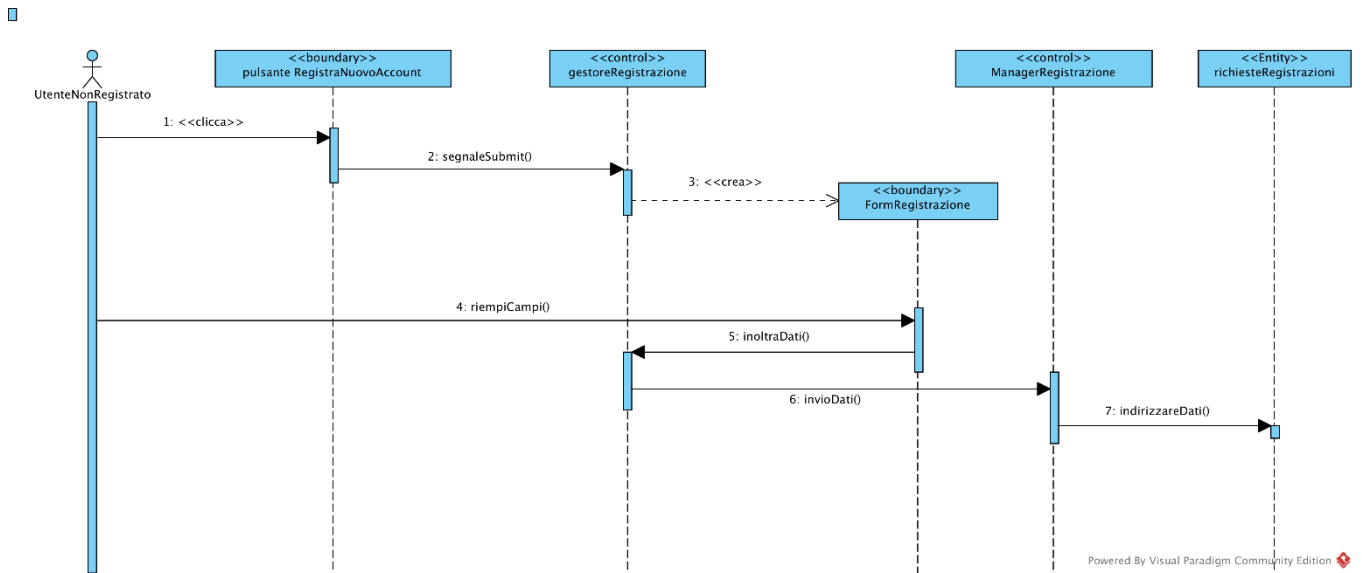 <<boundary>>
pulsante RegistraNuovoAccount
<<control>>
gestoreRegistrazione
<<control>>
ManagerRegistrazione
<<Entity>>
richiesteRegistrazioni
UtenteNonRegistrato
1: <<clicca>>
2: segnaleSubmit()
3: <<crea>>
<<boundary>>
FormRegistrazione
4: riempiCampi()
5: inoltraDati()
6: invioDati()
7: indirizzareDati()
Powered By Visual Paradigm Community Edition